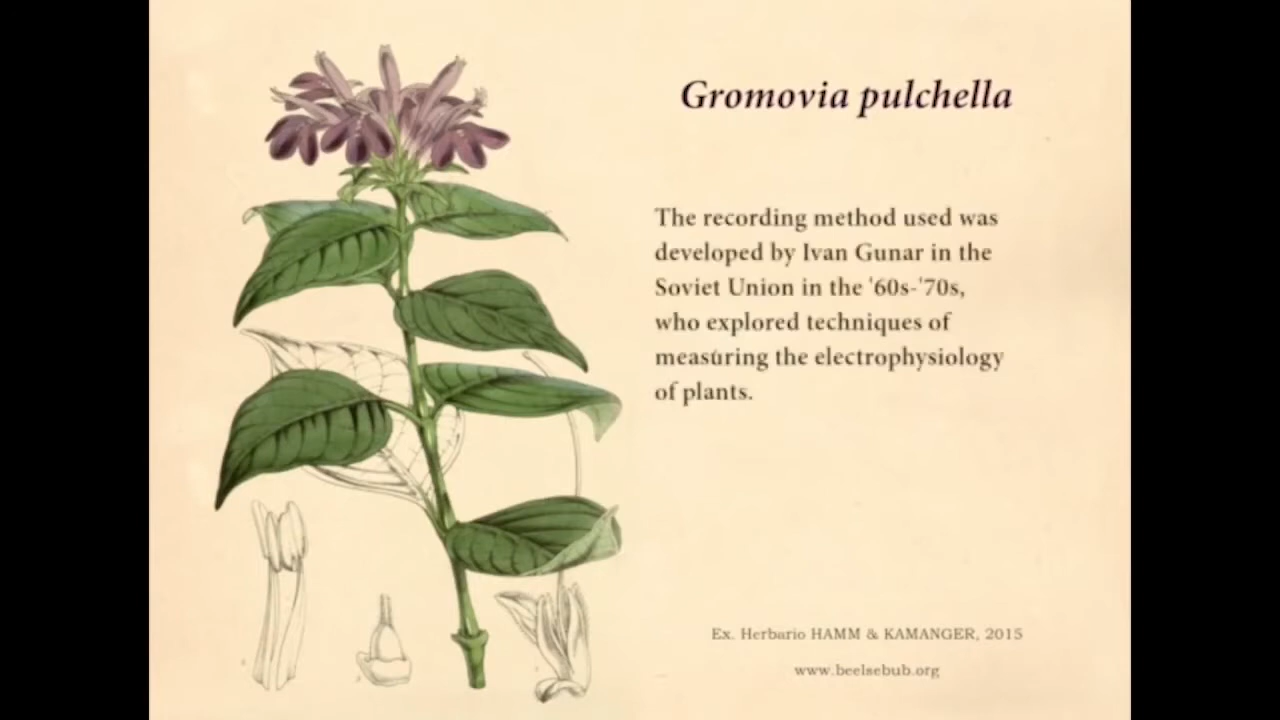 Gromovia pulchella
The recording method used was
developed by Ivan Gunar in the
Soviet Union in the '60s-'70s,
who explored techniques of
measuring the electrophysiology
of plants.
Ex. Herbario HAMM & KAMANGER, 2015
www.beelsebub.org